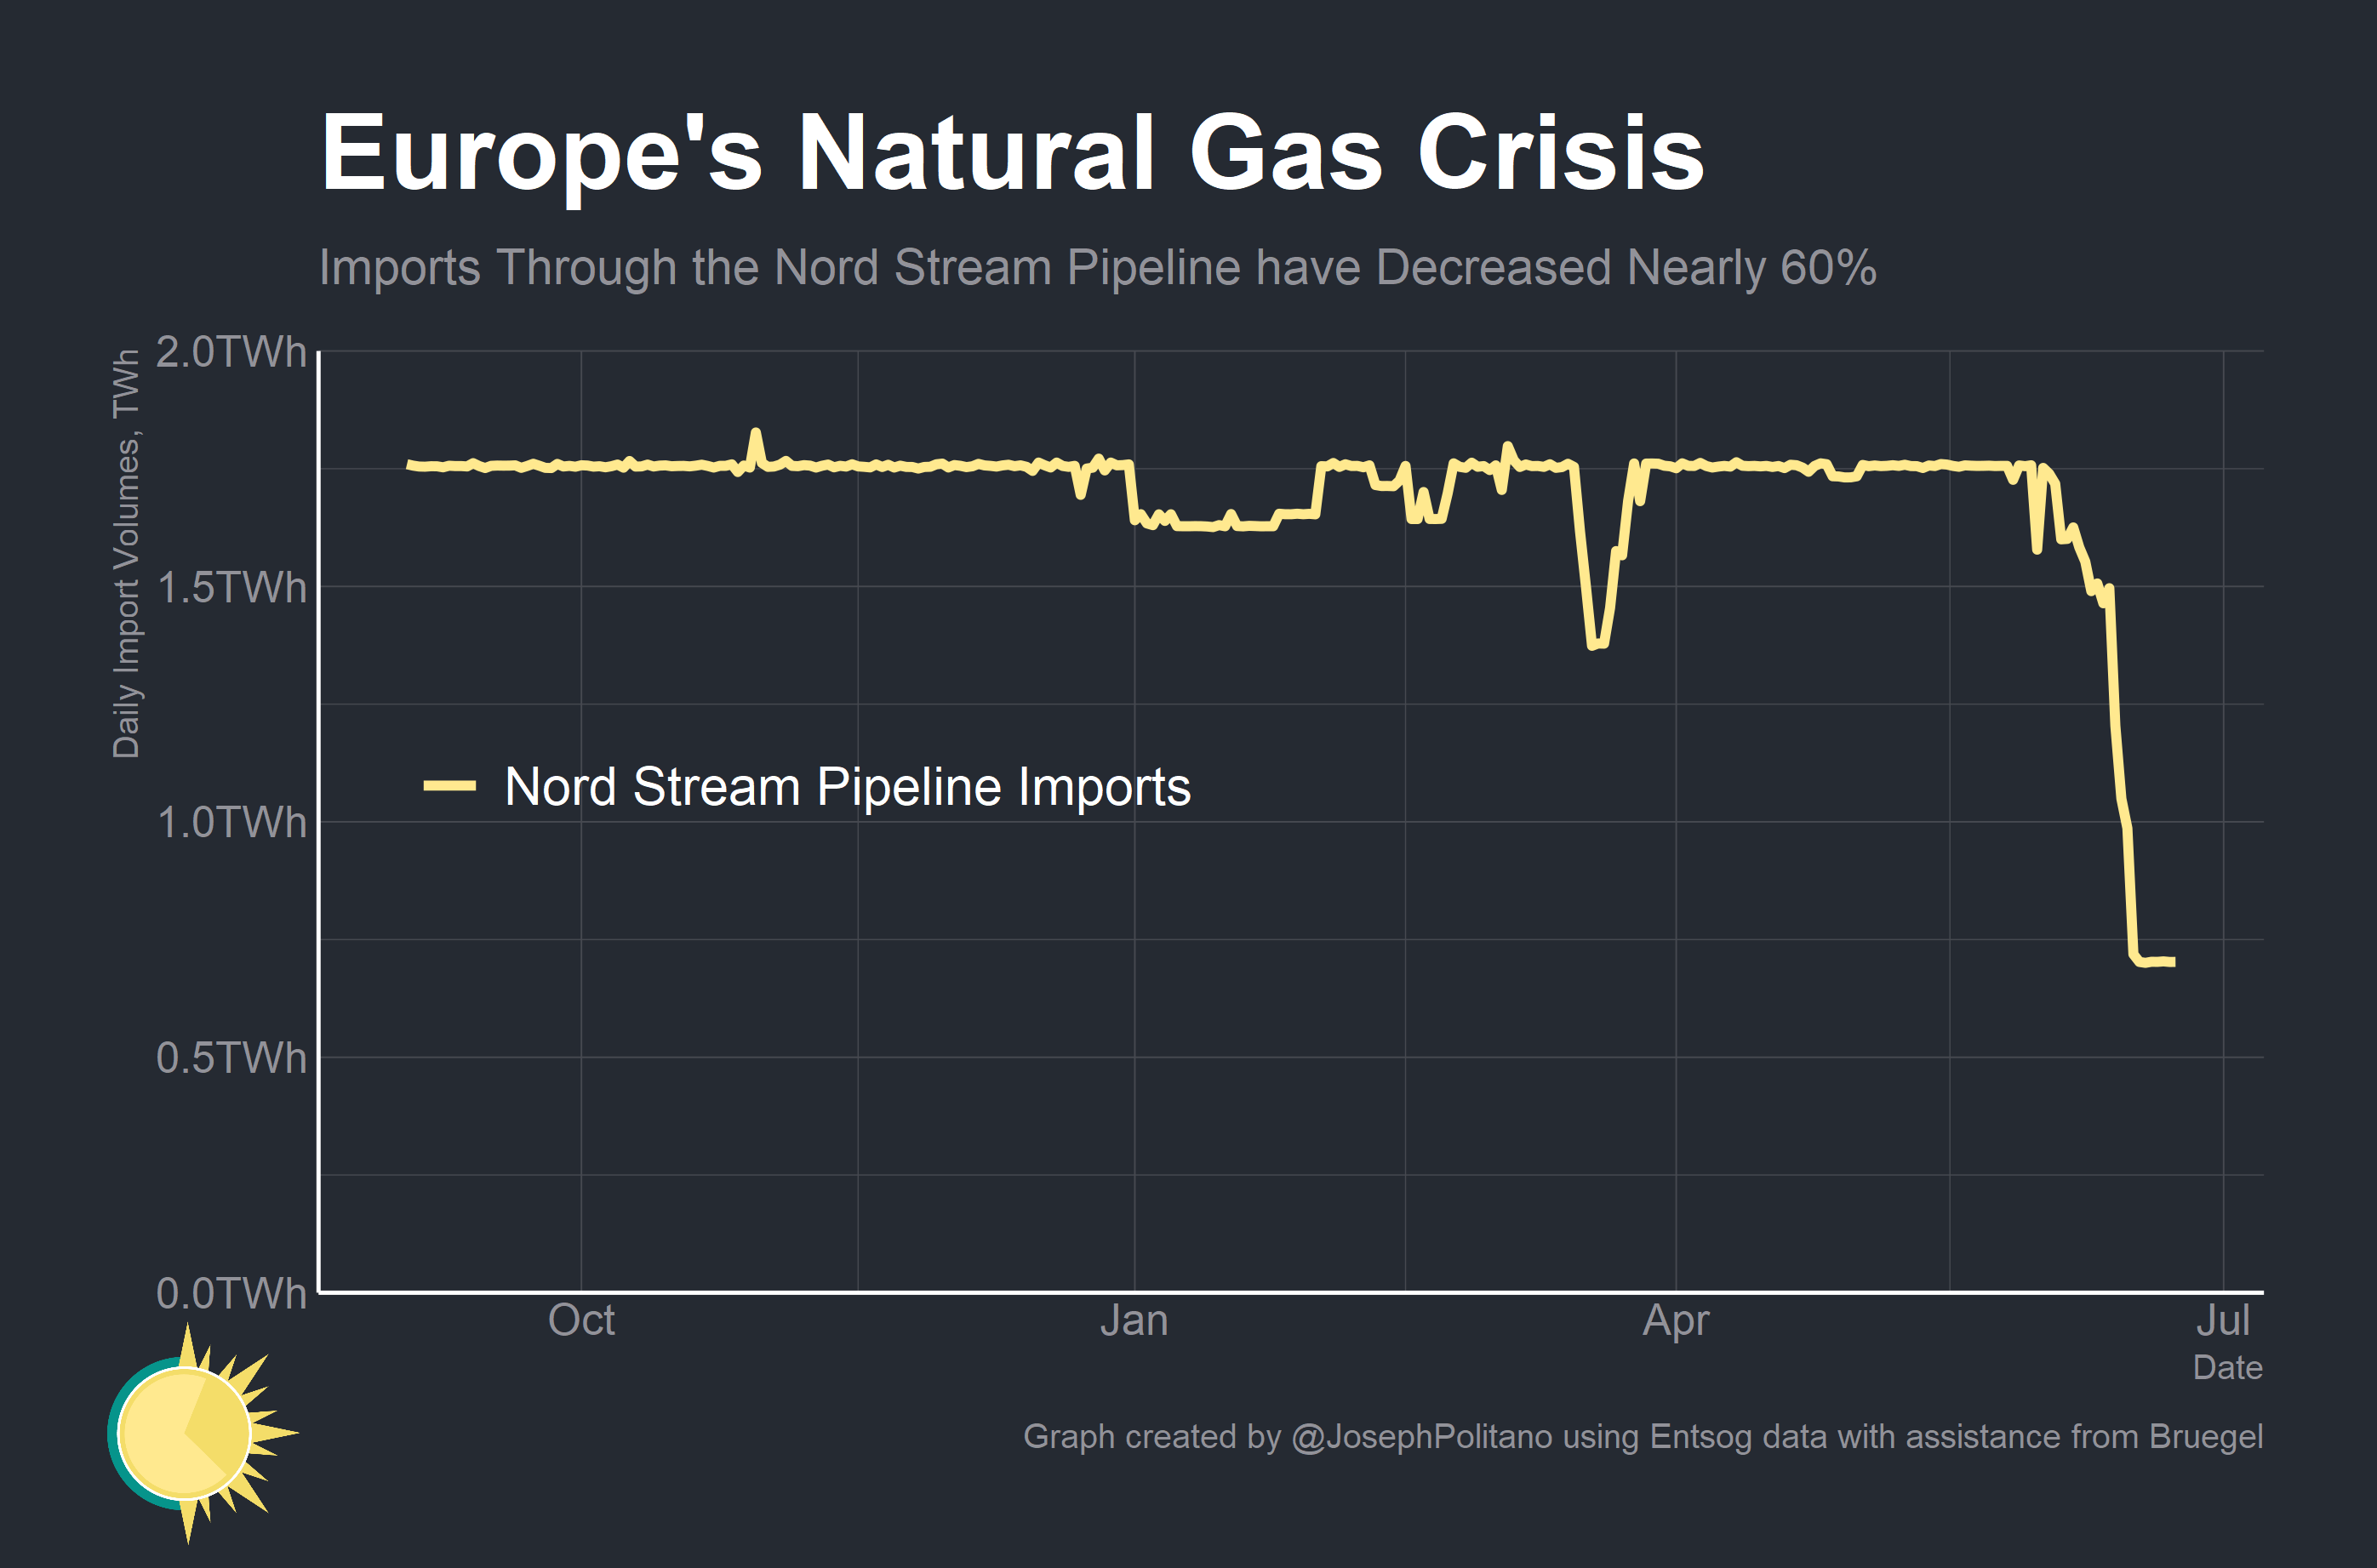 Europe's Natural Gas Crisis
Imports Through the Nord Stream Pipeline have Decreased Nearly 60%
Daily Import Volumes, TWh
2.0TWh
1.5TWh
1.0TWh
0.5TWh
0.0TWh
Nord Stream Pipeline Imports
Oct
Jan
Apr
Jul
Date
Graph created by @JosephPolitano using Entsog data with assistance from Bruegel